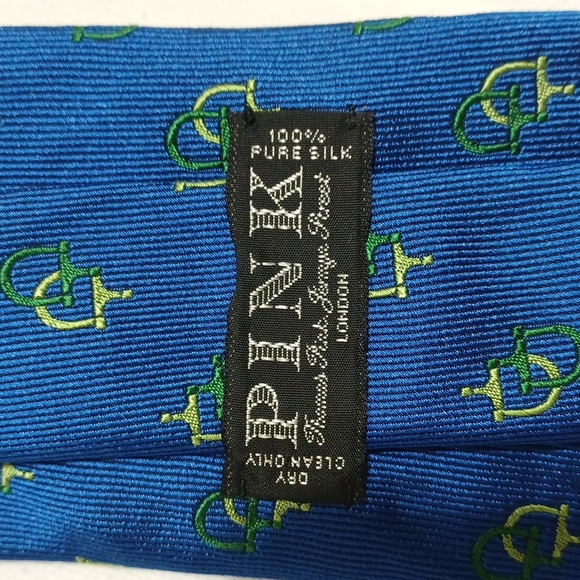 100%
PURE SILK
PINK
Thomas Pink Jermyn Street
LONDON
DRY
CLEAN ONLY